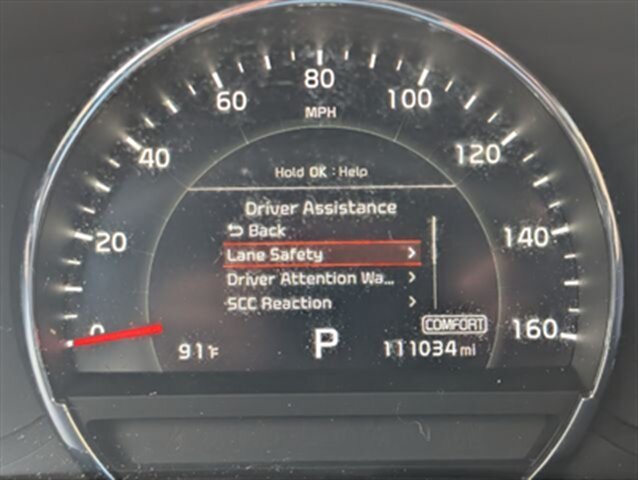 80
60 100
MPH
40 120
Hold OK : Help
Driver Assistance
Back
20 140
Lane Safety >
Driver Attention Wa... >
SCC Reaction >
COMFORT
0 160
91°F P 111034 mi